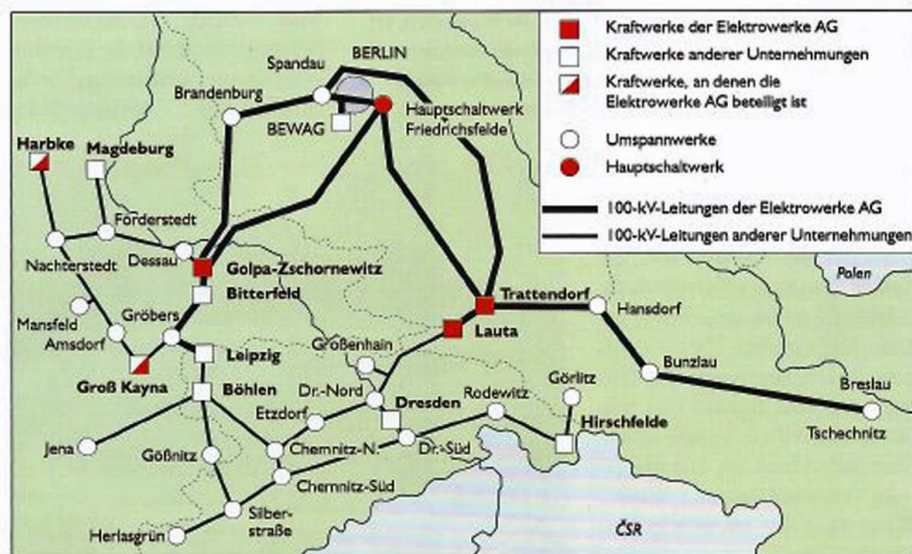 Kraftwerke der Elektrowerke AG
Kraftwerke anderer Unternehmungen
Kraftwerke, an denen die
Elektrowerke AG beteiligt ist
Umspannwerke
Hauptschaltwerk
100-kV-Leitungen der Elektrowerke AG
100-kV-Leitungen anderer Unternehmungen
Spandau
BERLIN
Brandenburg
BEWAG
Hauptschaltwerk
Friedrichsfelde
Harbke
Magdeburg
Förderstedt
Dessau
Nachterstedt
Golpa-Zschornewitz
Bitterfeld
Polen
Trattendorf
Hansdorf
Mansfeld
Amsdorf
Gröbers
Lauta
Großenhain
Leipzig
Groß Kayna
Böhlen
Dr.-Nord
Rodewitz
Görlitz
Bunzlau
Breslau
Tschechnitz
Etzdorf
Dresden
Hirschfelde
Jena
Gößnitz
Chemnitz-N.
Dr.-Süd
Chemnitz-Süd
Silber-
straße
Herlasgrün
ČSR